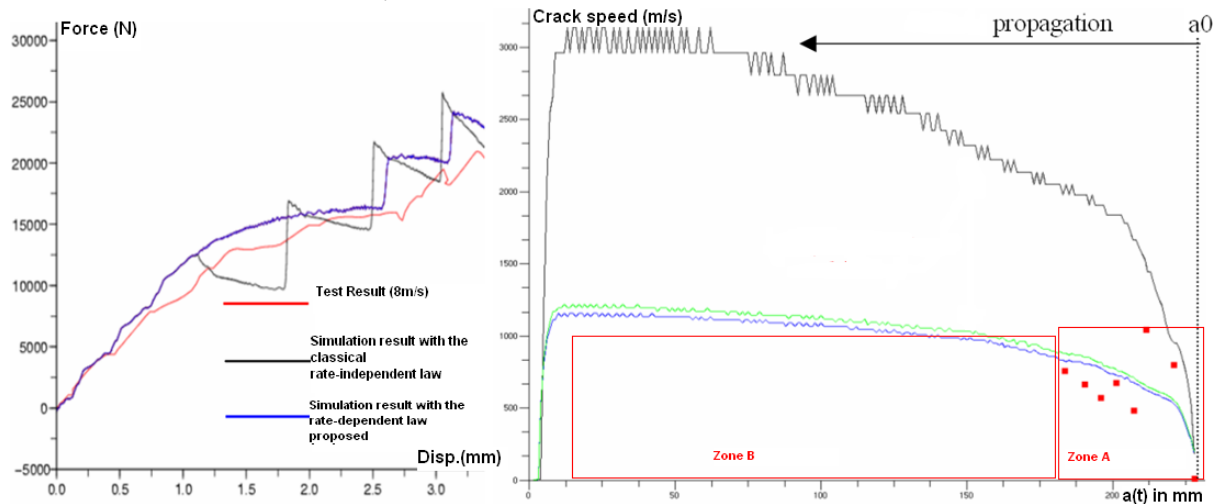 Force (N)
30000
25000
20000
15000
10000
5000
0
−5000
0.0
0.5
1.0
1.5
2.0
2.5
3.0
Disp.(mm)
Test Result (8m/s)
Simulation result with the
classical
rate-independent law
Simulation result with the
rate-dependent law
proposed
Crack speed (m/s)
propagation
a0
3000
2500
2000
1500
1000
500
0
50
100
150
200
a(t) in mm
Zone B
Zone A